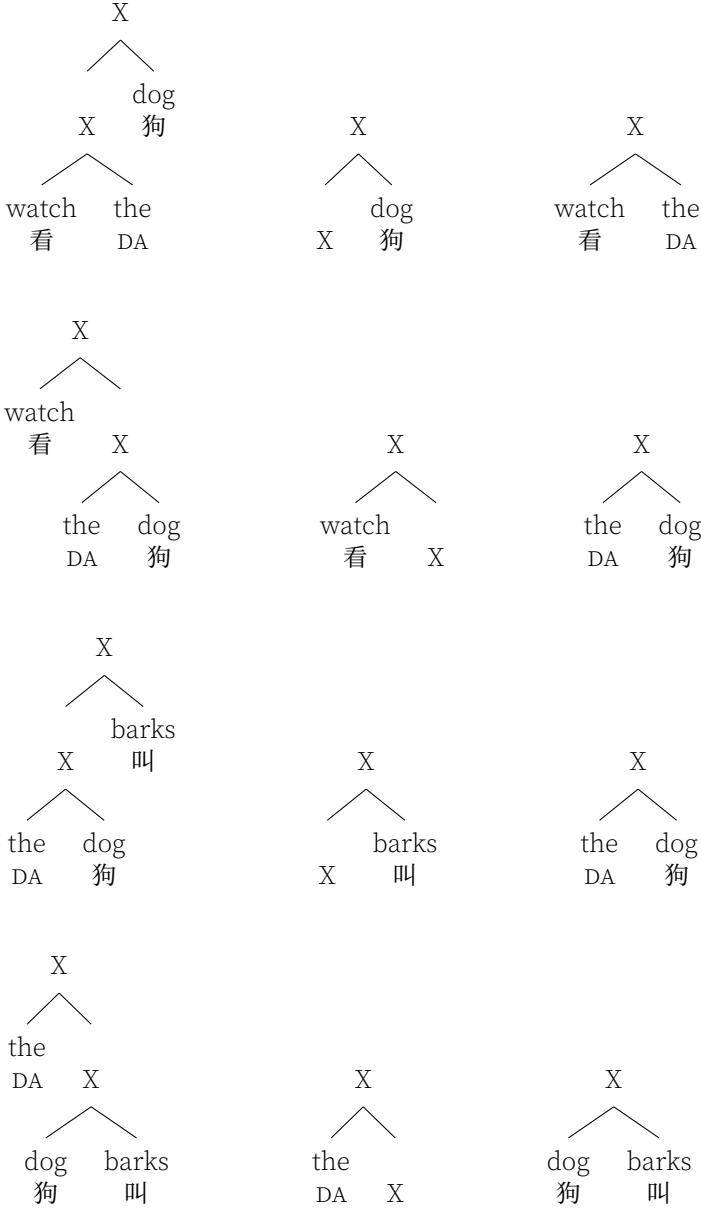 X
dog
狗
X X X
watch the dog watch the
看 DA X 狗 看 DA
X
watch
看 X X X
the dog watch the dog
DA 狗 看 X DA 狗
X
barks
X 叫 X X
the dog barks the dog
DA 狗 X 叫 DA 狗
X
the
DA X X X
dog barks the dog barks
狗 叫 DA X 狗 叫